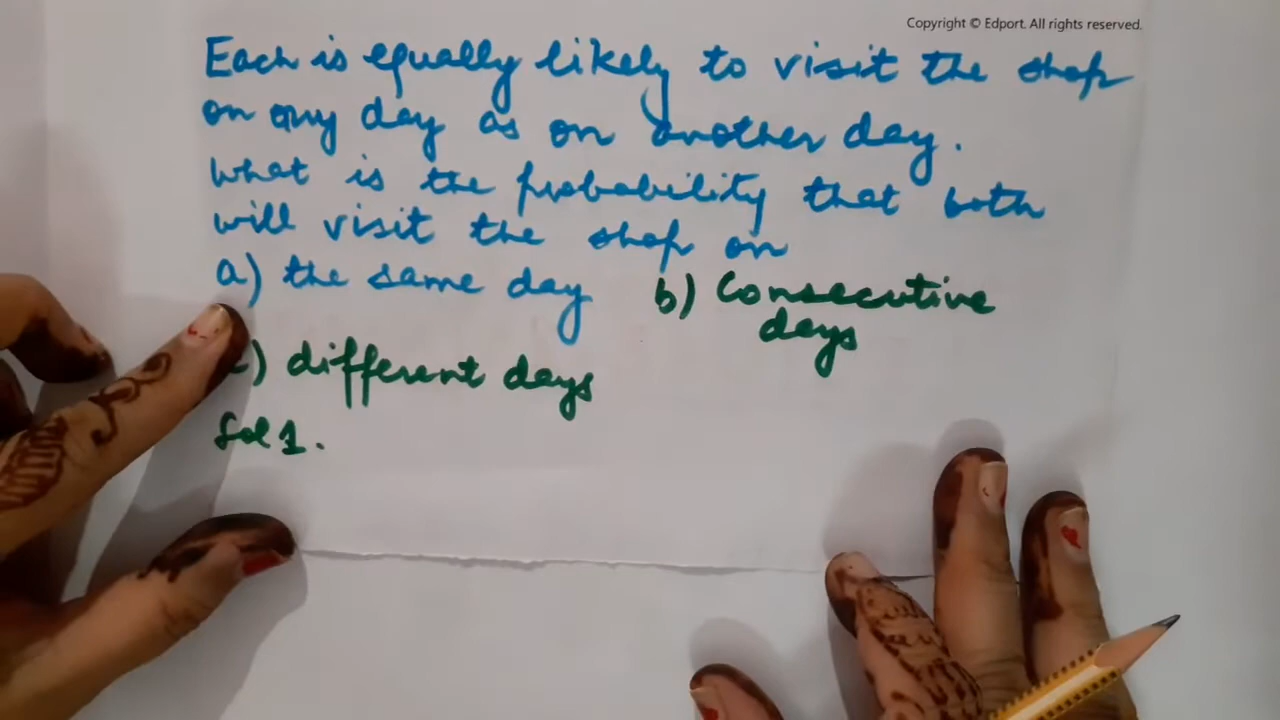 Copyright © Edport. All rights reserved.
Each is equally likely to visit the shop
on any day as on another day.
What is the probability that both
will visit the shop on
a) the same day b) Consecutive
days
) different days
Sol 1.